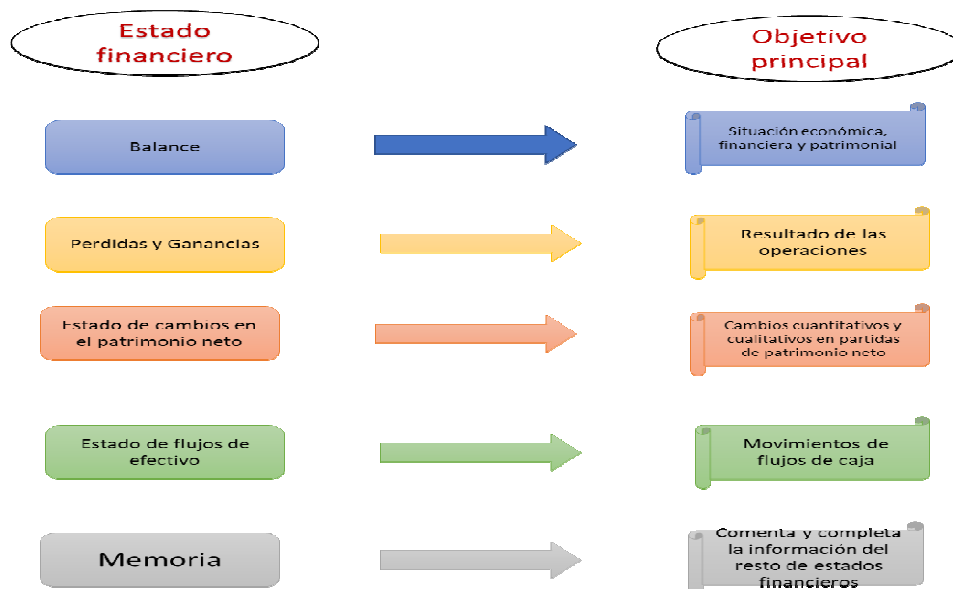 Estado
financiero
Objetivo
principal
Balance
Situación económica,
financiera y patrimonial
Perdidas y Ganancias
Resultado de las
operaciones
Estado de cambios en
el patrimonio neto
Cambios cuantitativos y
cualitativos en partidas
de patrimonio neto
Estado de flujos de
efectivo
Movimientos de
flujos de caja
Memoria
Comenta y completa
la información del
resto de estados
financieros